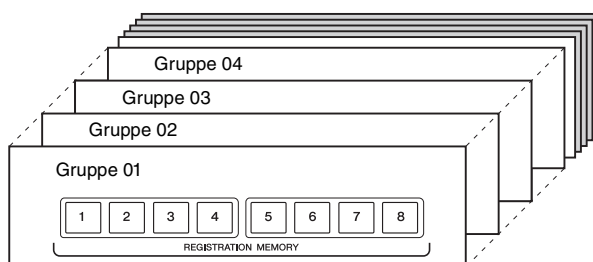 Gruppe 04
Gruppe 03
Gruppe 02
Gruppe 01
1 2 3 4 5 6 7 8
REGISTRATION MEMORY